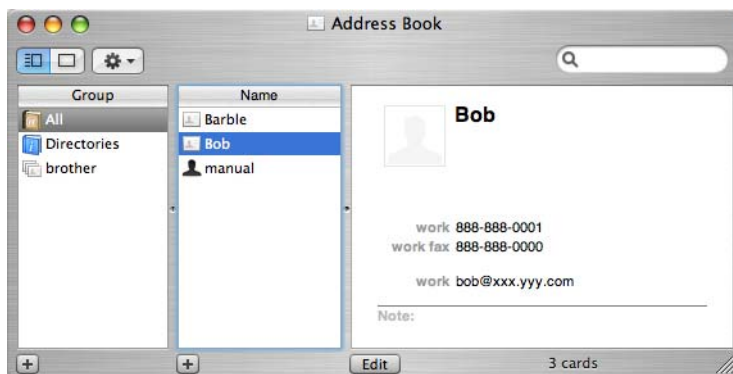 Address Book
Group
All
Directories
brother
Name
Barble
Bob
manual
Bob
work 888-888-0001
work fax 888-888-0000
work bob@xxx.yyy.com
Note:
Edit
3 cards